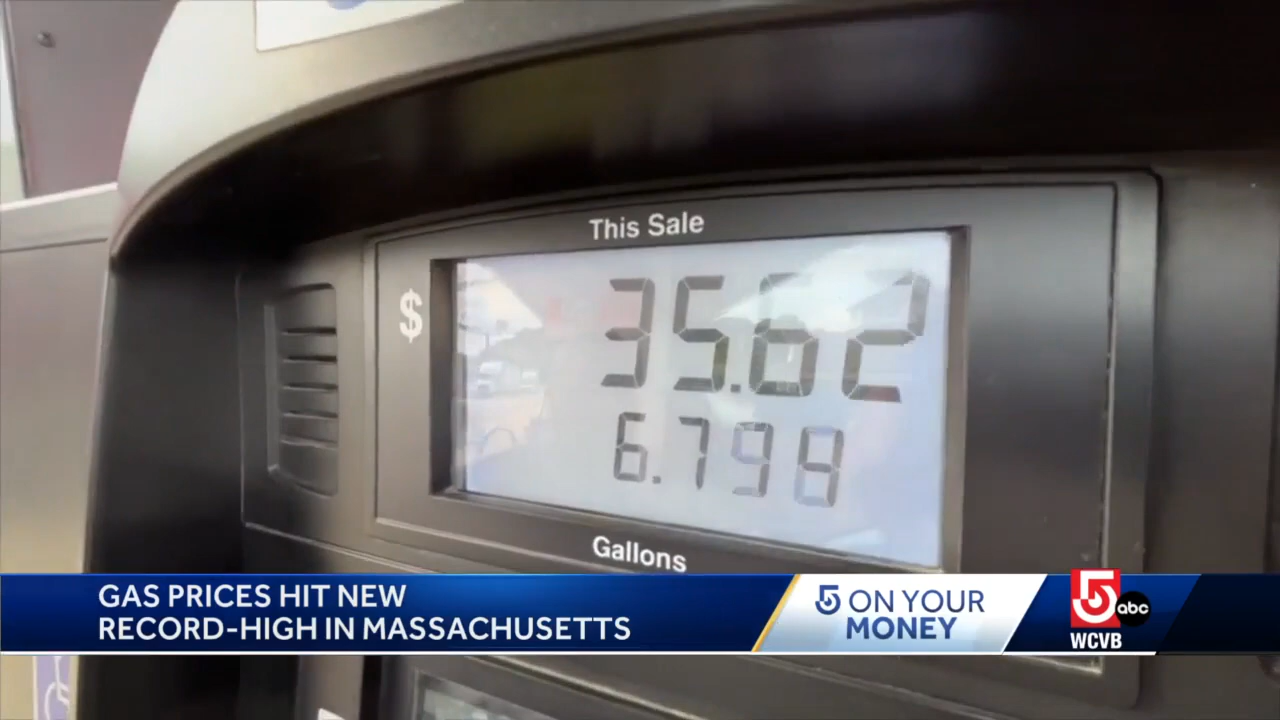 This Sale
$
35.62
6.798
Gallons
GAS PRICES HIT NEW
RECORD-HIGH IN MASSACHUSETTS
5 ON YOUR
MONEY
5
abc
WCVB